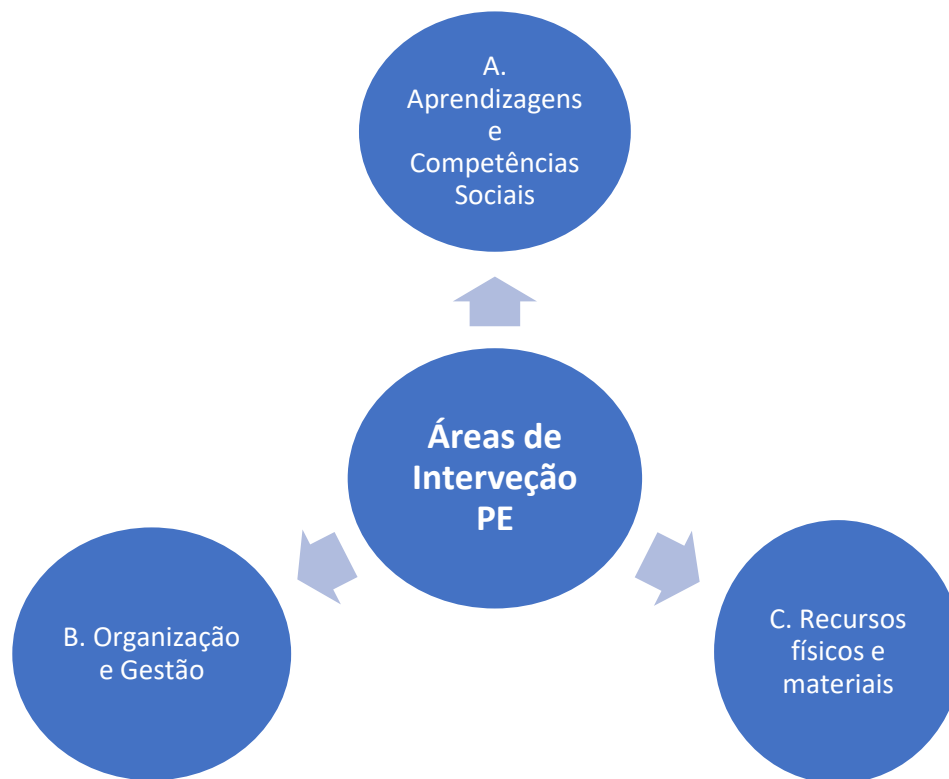 A.
Aprendizagens
e
Competências
Sociais
Áreas de
Interveção
PE
B. Organização
e Gestão
C. Recursos
físicos e
materiais